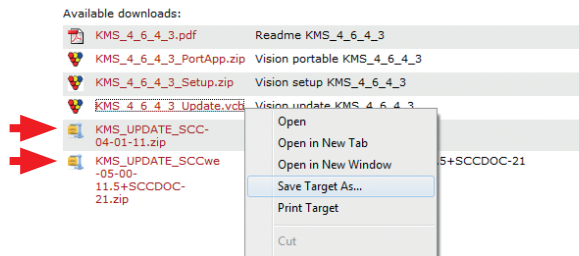 Available downloads:
KMS_4_6_4_3.pdf Readme KMS_4_6_4_3
KMS_4_6_4_3_PortApp.zip Vision portable KMS_4_6_4_3
KMS_4_6_4_3_Setup.zip Vision setup KMS_4_6_4_3
KMS_4_6_4_3_Update.vcb Vision update KMS_4_6_4_3
KMS_UPDATE_SCC-
04-01-11.zip
KMS_UPDATE_SCCwe
-05-00-
11.5+SCCDOC-
21.zip
5+SCCDOC-21
Open
Open in New Tab
Open in New Window
Save Target As...
Print Target
Cut